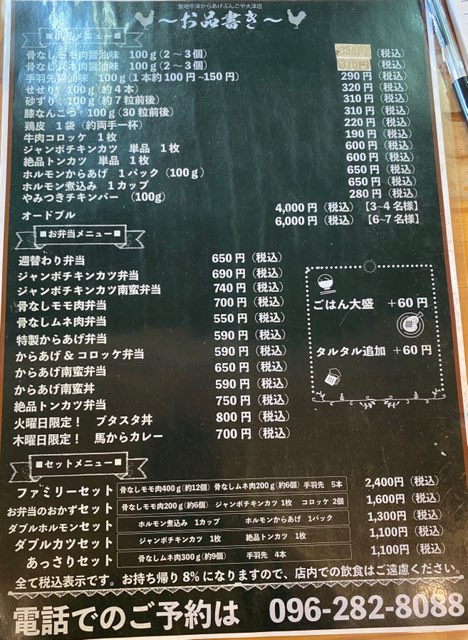 聖地中津からあげぶんごや大津店
～お品書き～
■単品メニュー■
骨なしモモ肉醤油味 100g（2～3個） （税込）
骨なしムネ肉醤油味 100g（2～3個） 310円（税込）
手羽先醤油味 100g（1本約100円～150円） 290円（税込）
せせり 100g（約4本） 320円（税込）
砂ずり 100g（約7粒前後） 310円（税込）
膝なんこつ 100g（30粒前後） 310円（税込）
鶏皮 1袋（約両手一杯） 220円（税込）
牛肉コロッケ 1枚 190円（税込）
ジャンボチキンカツ 単品 1枚 600円（税込）
絶品トンカツ 単品 1枚 600円（税込）
ホルモンからあげ 1パック（100g） 650円（税込）
ホルモン煮込み 1カップ 650円（税込）
やみつきチキンバー （100g） 280円（税込）
オードブル 4,000円（税込）【3~4名様】
6,000円（税込）【6~7名様】
■お弁当メニュー■
週替わり弁当 650円（税込）
ジャンボチキンカツ弁当 690円（税込）
ジャンボチキンカツ南蛮弁当 740円（税込）
骨なしモモ肉弁当 700円（税込）
骨なしムネ肉弁当 550円（税込）
特製からあげ弁当 590円（税込）
からあげ&コロッケ弁当 590円（税込）
からあげ南蛮弁当 650円（税込）
からあげ南蛮丼 590円（税込）
絶品トンカツ弁当 750円（税込）
火曜日限定！ ブタスタ丼 800円（税込）
木曜日限定！ 馬からカレー 700円（税込）
ごはん大盛 +60円
タルタル追加 +60円
■セットメニュー■
ファミリーセット 骨なしモモ肉400g（約12個） 骨なしムネ肉200g（約6個） 手羽先 5本 2,400円（税込）
お弁当のおかずセット 骨なしモモ肉200g（約6個） ジャンボチキンカツ 1枚 コロッケ 2個 1,600円（税込）
ダブルホルモンセット ホルモン煮込み 1カップ ホルモンからあげ 1パック 1,300円（税込）
ダブルカツセット ジャンボチキンカツ 1枚 絶品トンカツ 1枚 1,100円（税込）
あっさりセット 骨なしムネ肉300g（約9個） 手羽先 4本 1,100円（税込）
全て税込表示です。お持ち帰り8%になりますので、店内での飲食はご遠慮ください。
電話でのご予約は 096-282-8088